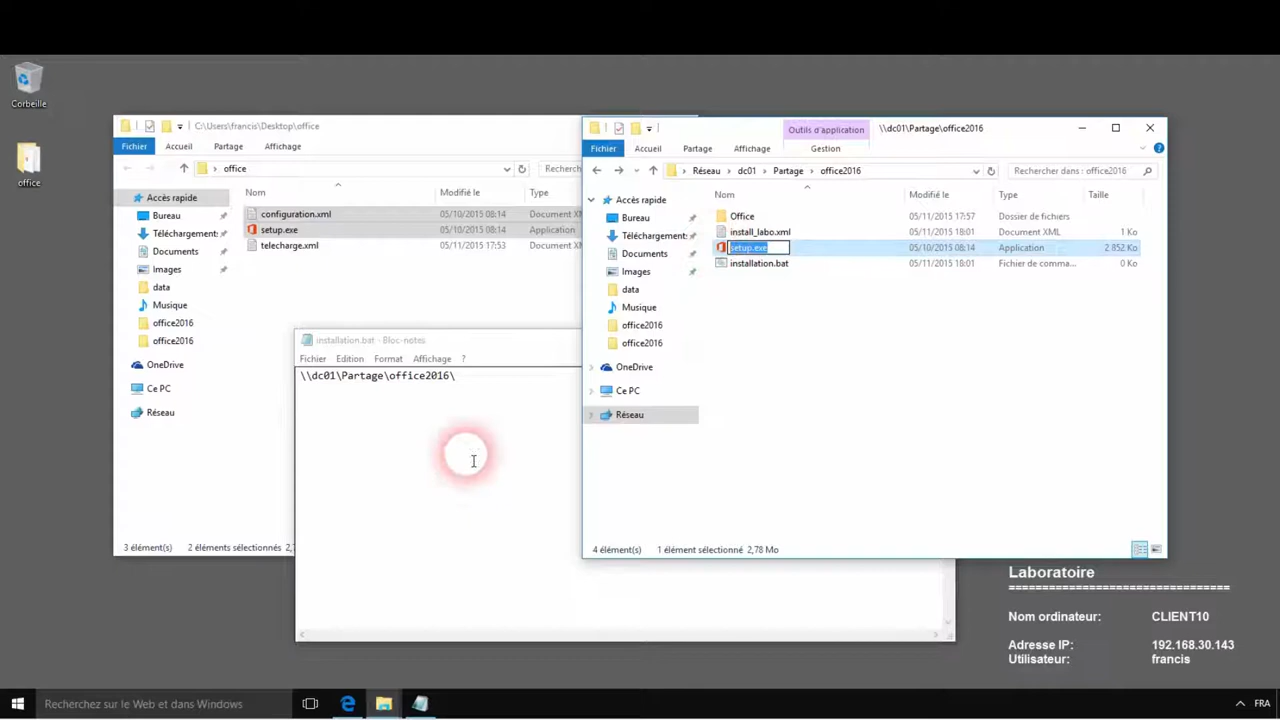 Corbeille
office
C:\Users\francis\Desktop\office
Fichier Accueil Partage Affichage
office
Recherch
Nom Modifié le Type
Accès rapide
Bureau
Téléchargement:
Documents
Images
data
Musique
office2016
office2016
OneDrive
Ce PC
Réseau
configuration.xml 05/10/2015 08:14 Document XM
setup.exe 05/10/2015 08:14 Application
telecharge.xml 05/11/2015 17:53 Document XM
3 élément(s) 2 éléments sélectionnés 2,7
installation.bat - Bloc-notes
Fichier Edition Format Affichage ?
\\dc01\Partage\office2016\
Outils d'application
\\dc01\Partage\office2016
Fichier Accueil Partage Affichage Gestion
Réseau dc01 Partage office2016
Rechercher dans : office2016
Accès rapide
Bureau
Téléchargement:
Documents
Images
data
Musique
office2016
office2016
OneDrive
Ce PC
Réseau
Nom Modifié le Type Taille
Office 05/11/2015 17:57 Dossier de fichiers
install_labo.xml 05/11/2015 18:01 Document XML 1 Ko
setup.exe 05/10/2015 08:14 Application 2 852 Ko
installation.bat 05/11/2015 18:01 Fichier de comma... 0 Ko
4 élément(s) 1 élément sélectionné 2,78 Mo
Laboratoire
================================
Nom ordinateur: CLIENT10
Adresse IP: 192.168.30.143
Utilisateur: francis
Recherchez sur le Web et dans Windows
FRA